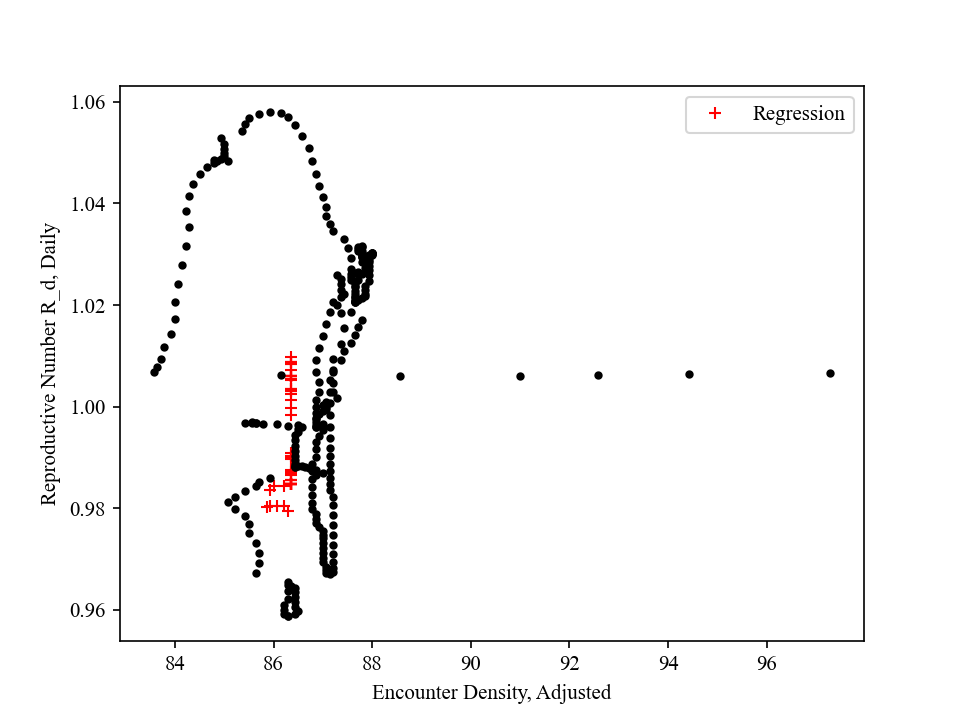 Regression
1.06
1.04
1.02
1.00
0.98
0.96
Reproductive Number R_d, Daily
84 86 88 90 92 94 96
Encounter Density, Adjusted